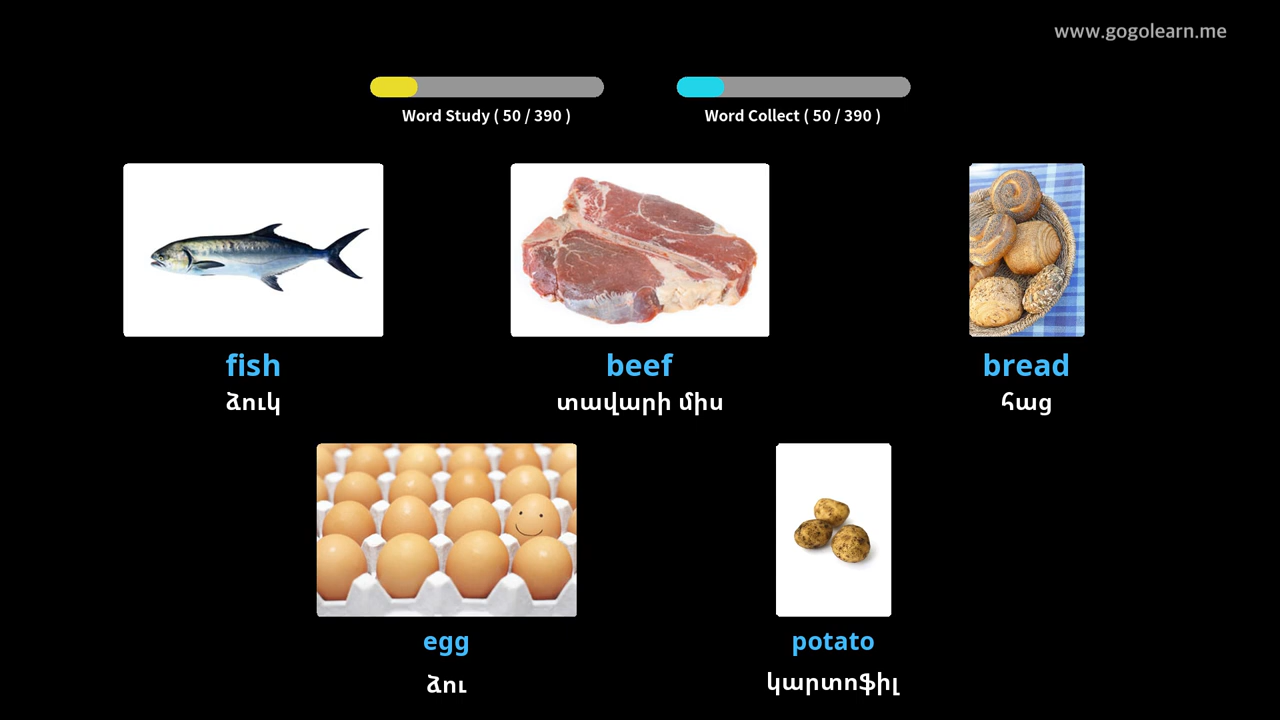 www.gogolearn.me
Word Study ( 50 / 390 )
Word Collect ( 50 / 390 )
fish
ձուկ
beef
տավարի միս
bread
հաց
egg
ձու
potato
կարտոֆիլ